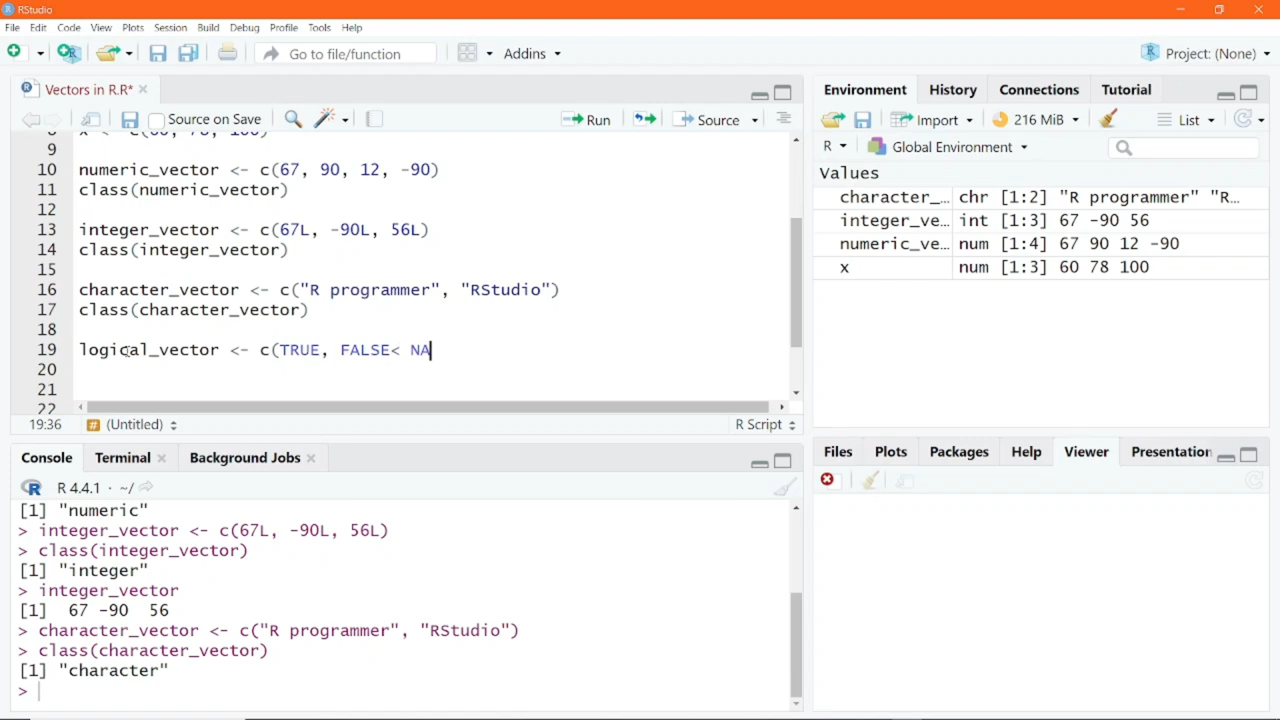 RStudio
File Edit Code View Plots Session Build Debug Profile Tools Help
Go to file/function Addins Project: (None)
Vectors in R.R*
Source on Save Run Source
8 x <- c(60, 78, 100)
9
10 numeric_vector <- c(67, 90, 12, -90)
11 class(numeric_vector)
12
13 integer_vector <- c(67L, -90L, 56L)
14 class(integer_vector)
15
16 character_vector <- c("R programmer", "RStudio")
17 class(character_vector)
18
19 logical_vector <- c(TRUE, FALSE< NA
20
21
22
19:36 # (Untitled) R Script
Console Terminal Background Jobs
R 4.4.1 · ~/
[1] "numeric"
> integer_vector <- c(67L, -90L, 56L)
> class(integer_vector)
[1] "integer"
> integer_vector
[1] 67 -90 56
> character_vector <- c("R programmer", "RStudio")
> class(character_vector)
[1] "character"
>
Environment History Connections Tutorial
Import 216 MiB List
R Global Environment
Values
character_… chr [1:2] "R programmer" "R…
integer_ve… int [1:3] 67 -90 56
numeric_ve… num [1:4] 67 90 12 -90
x num [1:3] 60 78 100
Files Plots Packages Help Viewer Presentation